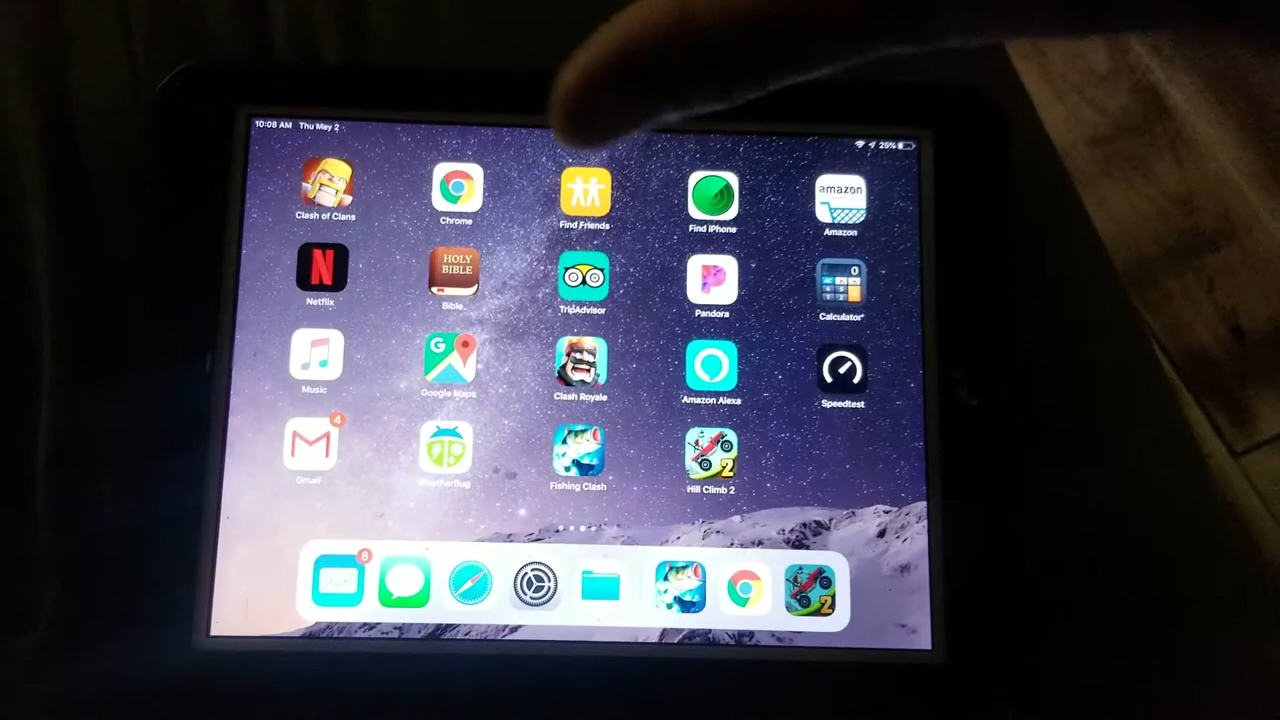 10:08 AM Thu May 2
25%
Clash of Clans
Chrome
Find Friends
Find iPhone
amazon
Amazon
N
Netflix
HOLY
BIBLE
Bible
TripAdvisor
P
Pandora
0
Calculator
Music
G
Google Maps
Clash Royale
Amazon Alexa
Speedtest
4
M
Gmail
WeatherBug
Fishing Clash
2
Hill Climb 2
8
2